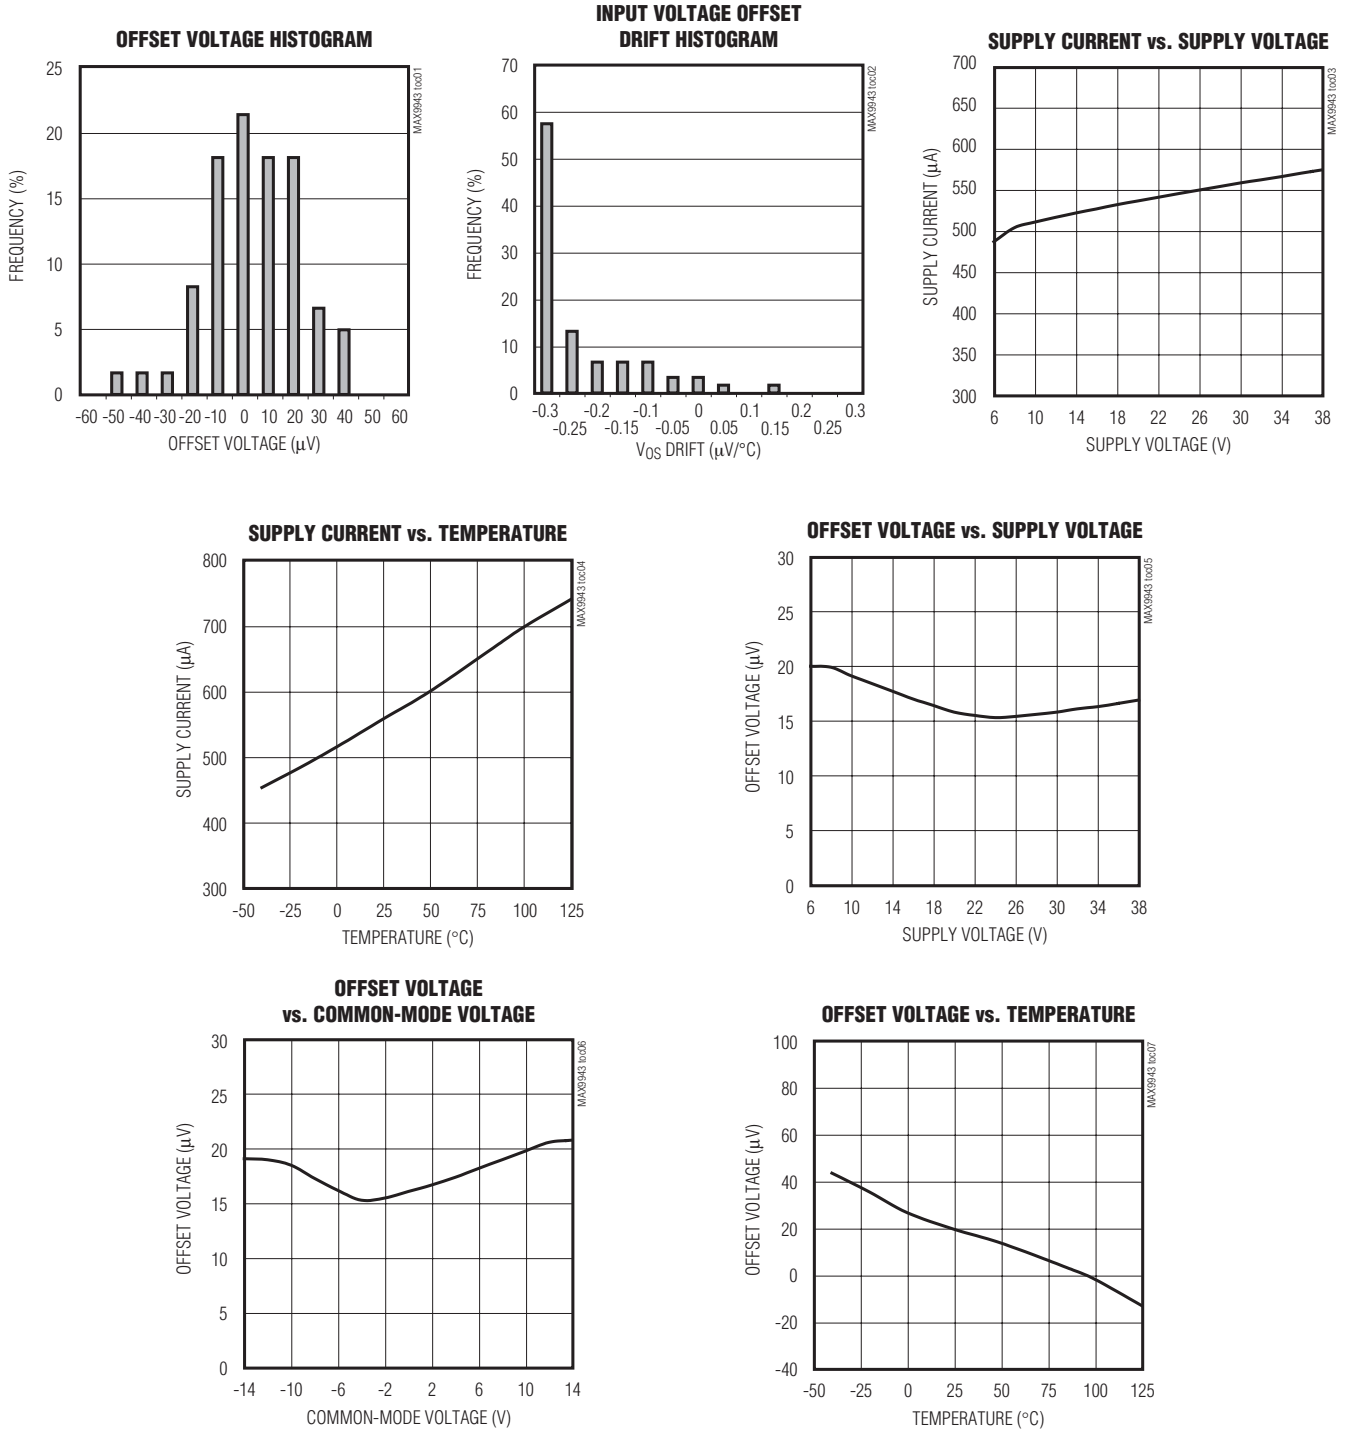 OFFSET VOLTAGE HISTOGRAM
MAX9943 toc01
25
20
15
10
5
0
FREQUENCY (%)
-60 -50 -40 -30 -20 -10 0 10 20 30 40 50 60
OFFSET VOLTAGE (μV)
INPUT VOLTAGE OFFSET
DRIFT HISTOGRAM
MAX9943 toc02
70
60
50
40
30
20
10
0
FREQUENCY (%)
-0.3 -0.2 -0.1 0 0.1 0.2 0.3
-0.25 -0.15 -0.05 0.05 0.15 0.25
VOS DRIFT (μV/°C)
SUPPLY CURRENT vs. SUPPLY VOLTAGE
MAX9943 toc03
700
650
600
550
500
450
400
350
300
SUPPLY CURRENT (μA)
6 10 14 18 22 26 30 34 38
SUPPLY VOLTAGE (V)
SUPPLY CURRENT vs. TEMPERATURE
MAX9943 toc04
800
700
600
500
400
300
SUPPLY CURRENT (μA)
-50 -25 0 25 50 75 100 125
TEMPERATURE (°C)
OFFSET VOLTAGE vs. SUPPLY VOLTAGE
MAX9943 toc05
30
25
20
15
10
5
0
OFFSET VOLTAGE (μV)
6 10 14 18 22 26 30 34 38
SUPPLY VOLTAGE (V)
OFFSET VOLTAGE
vs. COMMON-MODE VOLTAGE
MAX9943 toc06
30
25
20
15
10
5
0
OFFSET VOLTAGE (μV)
-14 -10 -6 -2 2 6 10 14
COMMON-MODE VOLTAGE (V)
OFFSET VOLTAGE vs. TEMPERATURE
MAX9943 toc07
100
80
60
40
20
0
-20
-40
OFFSET VOLTAGE (μV)
-50 -25 0 25 50 75 100 125
TEMPERATURE (°C)